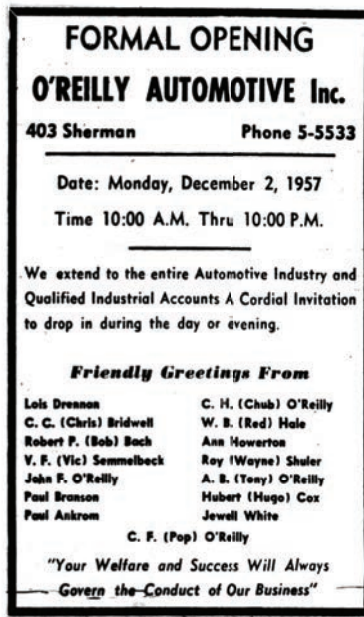 FORMAL OPENING
O'REILLY AUTOMOTIVE Inc.
403 Sherman Phone 5-5533
Date: Monday, December 2, 1957
Time 10:00 A.M. Thru 10:00 P.M.
We extend to the entire Automotive Industry and
Qualified Industrial Accounts A Cordial Invitation
to drop in during the day or evening.
Friendly Greetings From
Lois Drennon C. H. (Chub) O'Reilly
C. C. (Chris) Bridwell W. B. (Red) Hale
Robert P. (Bob) Bach Ann Howerton
V. F. (Vic) Semmelbeck Roy (Wayne) Shuler
John F. O'Reilly A. B. (Tony) O'Reilly
Paul Branson Hubert (Hugo) Cox
Paul Ankrom Jewell White
C. F. (Pop) O'Reilly
"Your Welfare and Success Will Always
Govern the Conduct of Our Business"